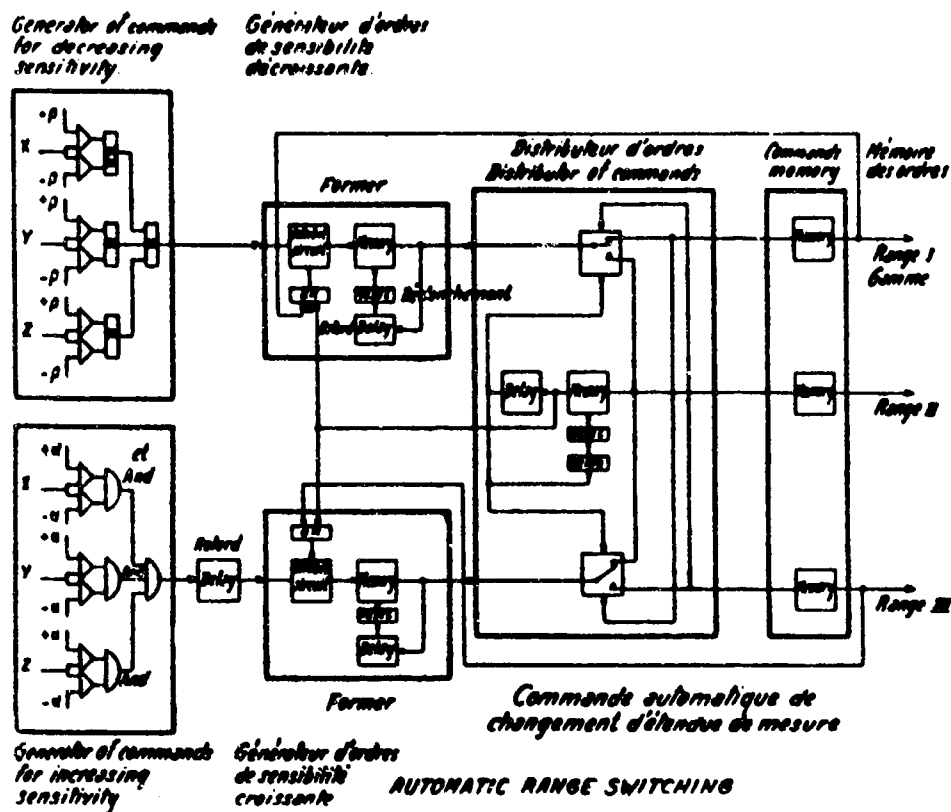 Generator of commands
for decreasing
sensitivity.
Générateur d'ordres
de sensibilité
décroissante.
+p
X
-p
+p
Y
-p
+p
Z
-p
Former
Memory
Retard Delay
Distributeur d'ordres
Distributor of commands
Commands
memory
Mémoire
des ordres
Memory
Range I
Gamme
Delay
Memory
Memory
Range II
+a
X
-a
et
And
+a
Y
-a
+a
Z
-a
And
Retard
Delay
Memory
Delay
Former
Memory
Range III
Commande automatique de
changement d'étendue de mesure
Generator of commands
for increasing
sensitivity
Générateur d'ordres
de sensibilité
croissante
AUTOMATIC RANGE SWITCHING